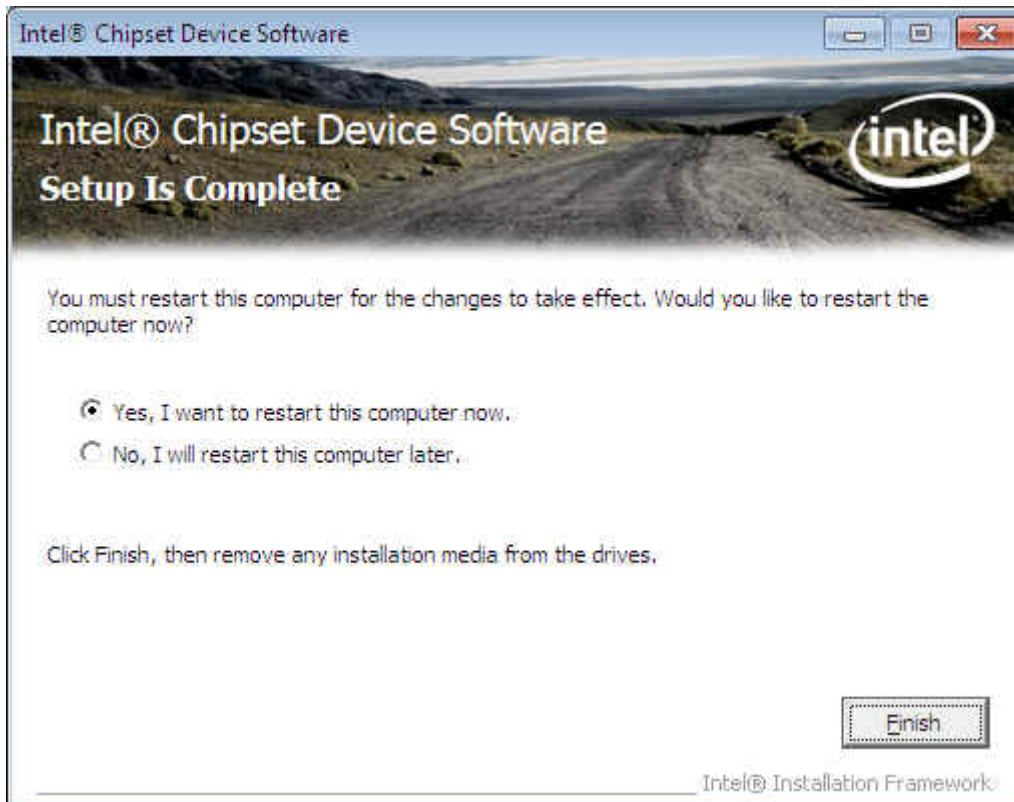 Intel® Chipset Device Software
Intel® Chipset Device Software
intel
Setup Is Complete
You must restart this computer for the changes to take effect. Would you like to restart the
computer now?
Yes, I want to restart this computer now.
No, I will restart this computer later.
Click Finish, then remove any installation media from the drives.
Finish
Intel® Installation Framework